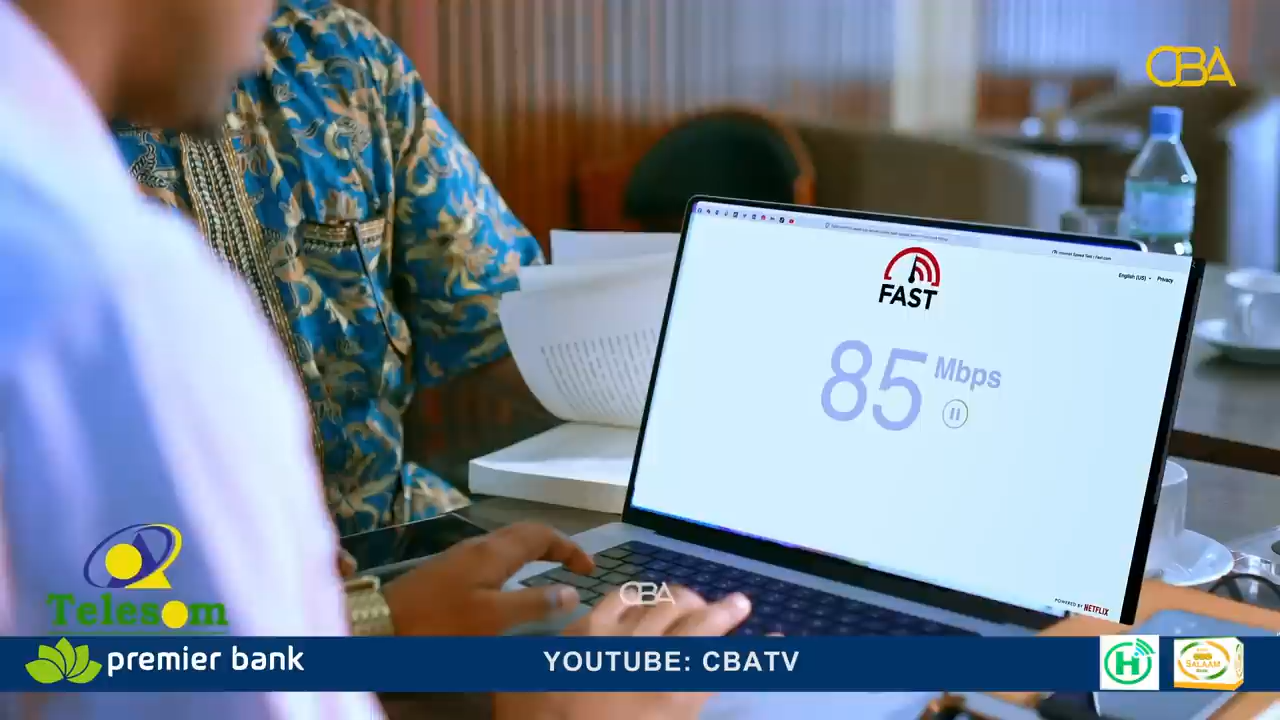 CBA
English (US)
Privacy
FAST
85 Mbps
POWERED BY NETFLIX
CBA
Telesom
premier bank
YOUTUBE: CBATV
H
SALAAM